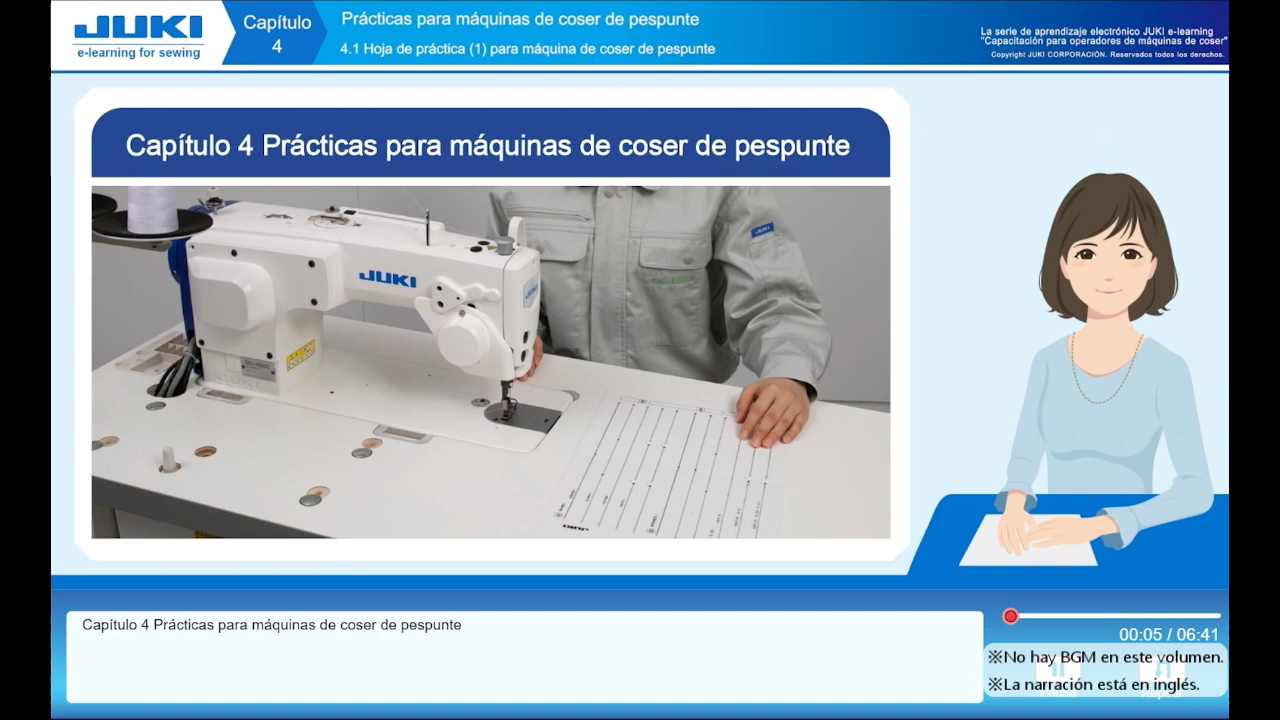 JUKI
e-learning for sewing
Capítulo
4
Prácticas para máquinas de coser de pespunte
4.1 Hoja de práctica (1) para máquina de coser de pespunte
La serie de aprendizaje electrónico JUKI e-learning
"Capacitación para operadores de máquinas de coser"
Copyright JUKI CORPORACIÓN. Reservados todos los derechos.
Capítulo 4 Prácticas para máquinas de coser de pespunte
JUKI
JUKI
JUKI
Capítulo 4 Prácticas para máquinas de coser de pespunte
00:05 / 06:41
※No hay BGM en este volumen.
※La narración está en inglés.